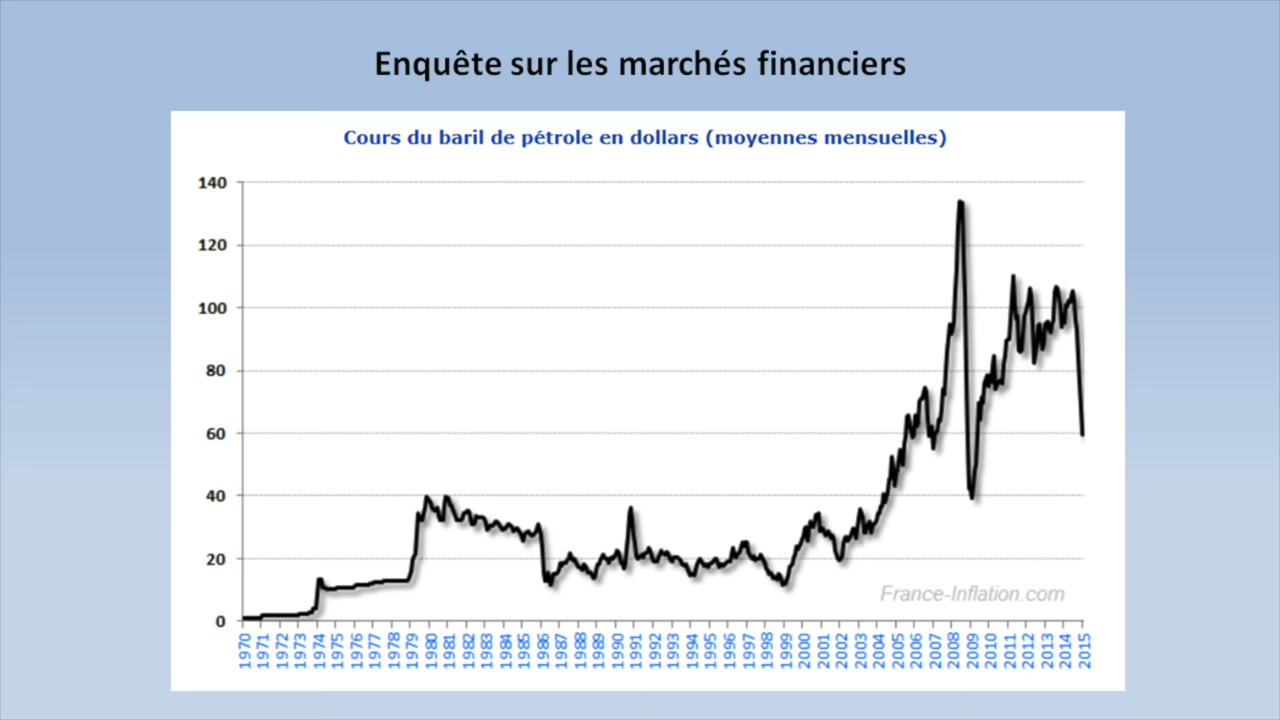 Enquête sur les marchés financiers
Cours du baril de pétrole en dollars (moyennes mensuelles)
140
120
100
80
60
40
20
0
France-Inflation.com
1970 1971 1972 1973 1974 1975 1976 1977 1978 1979 1980 1981 1982 1983 1984 1985 1986 1987 1988 1989 1990 1991 1992 1993 1994 1995 1996 1997 1998 1999 2000 2001 2002 2003 2004 2005 2006 2007 2008 2009 2010 2011 2012 2013 2014 2015